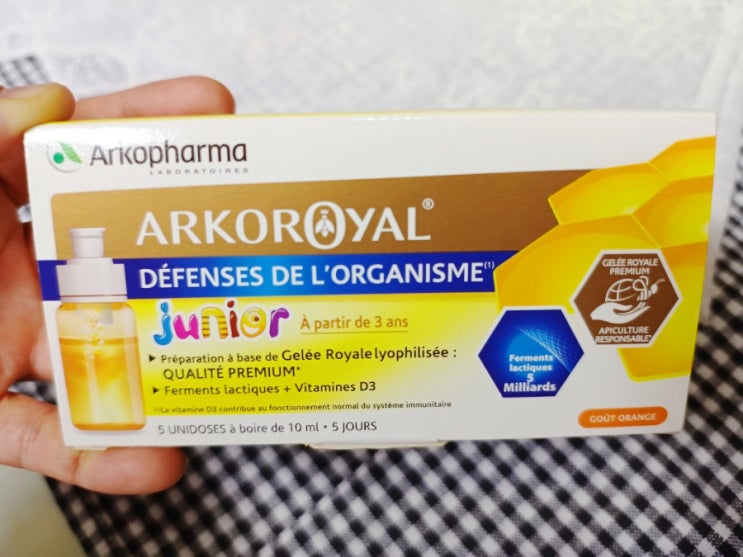 Arkopharma
LABORATOIRES
ARKOROYAL®
DÉFENSES DE L'ORGANISME(1)
junior À partir de 3 ans
▸ Préparation à base de Gelée Royale lyophilisée :
QUALITÉ PREMIUM*
▸ Ferments lactiques + Vitamines D3
(1)La vitamine D3 contribue au fonctionnement normal du système immunitaire
5 UNIDOSES à boire de 10 ml • 5 JOURS
GELÉE ROYALE
PREMIUM
APICULTURE
RESPONSABLE*
Ferments
lactiques
5
Milliards
GOÛT ORANGE